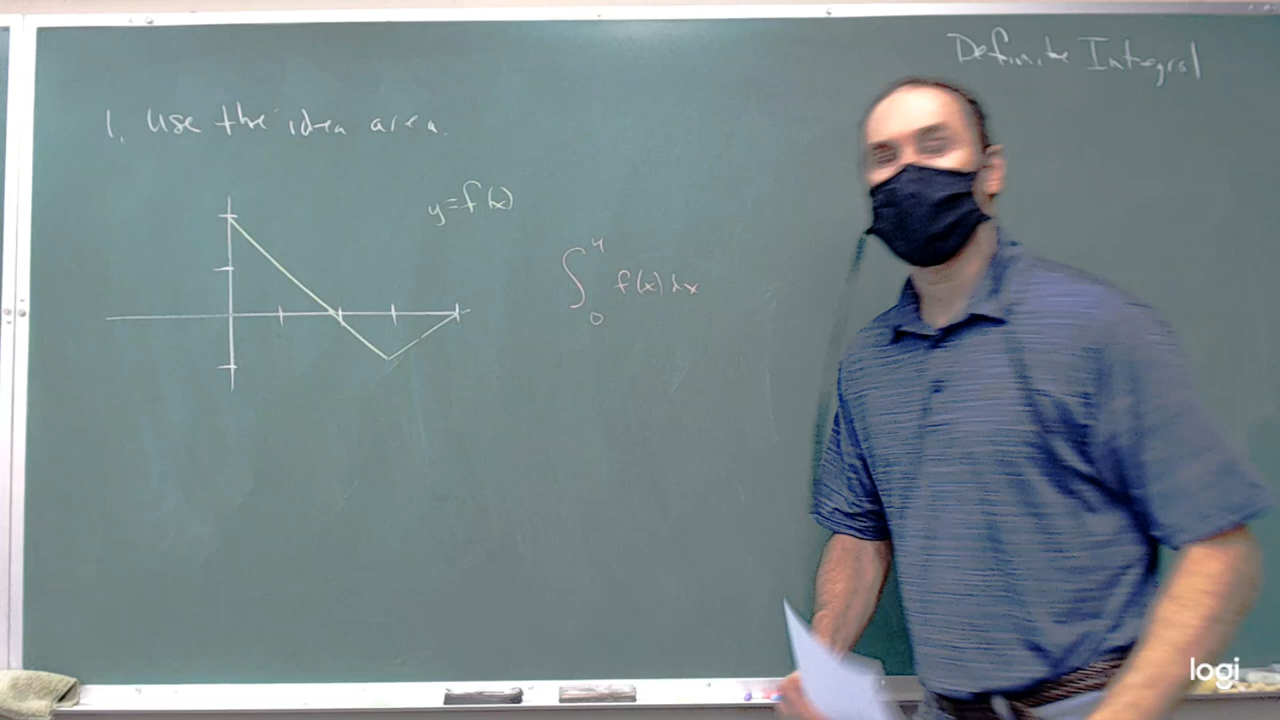 Definite Integral
1. Use the idea area.
y=f(x)
∫₀⁴ f(x) dx
logi